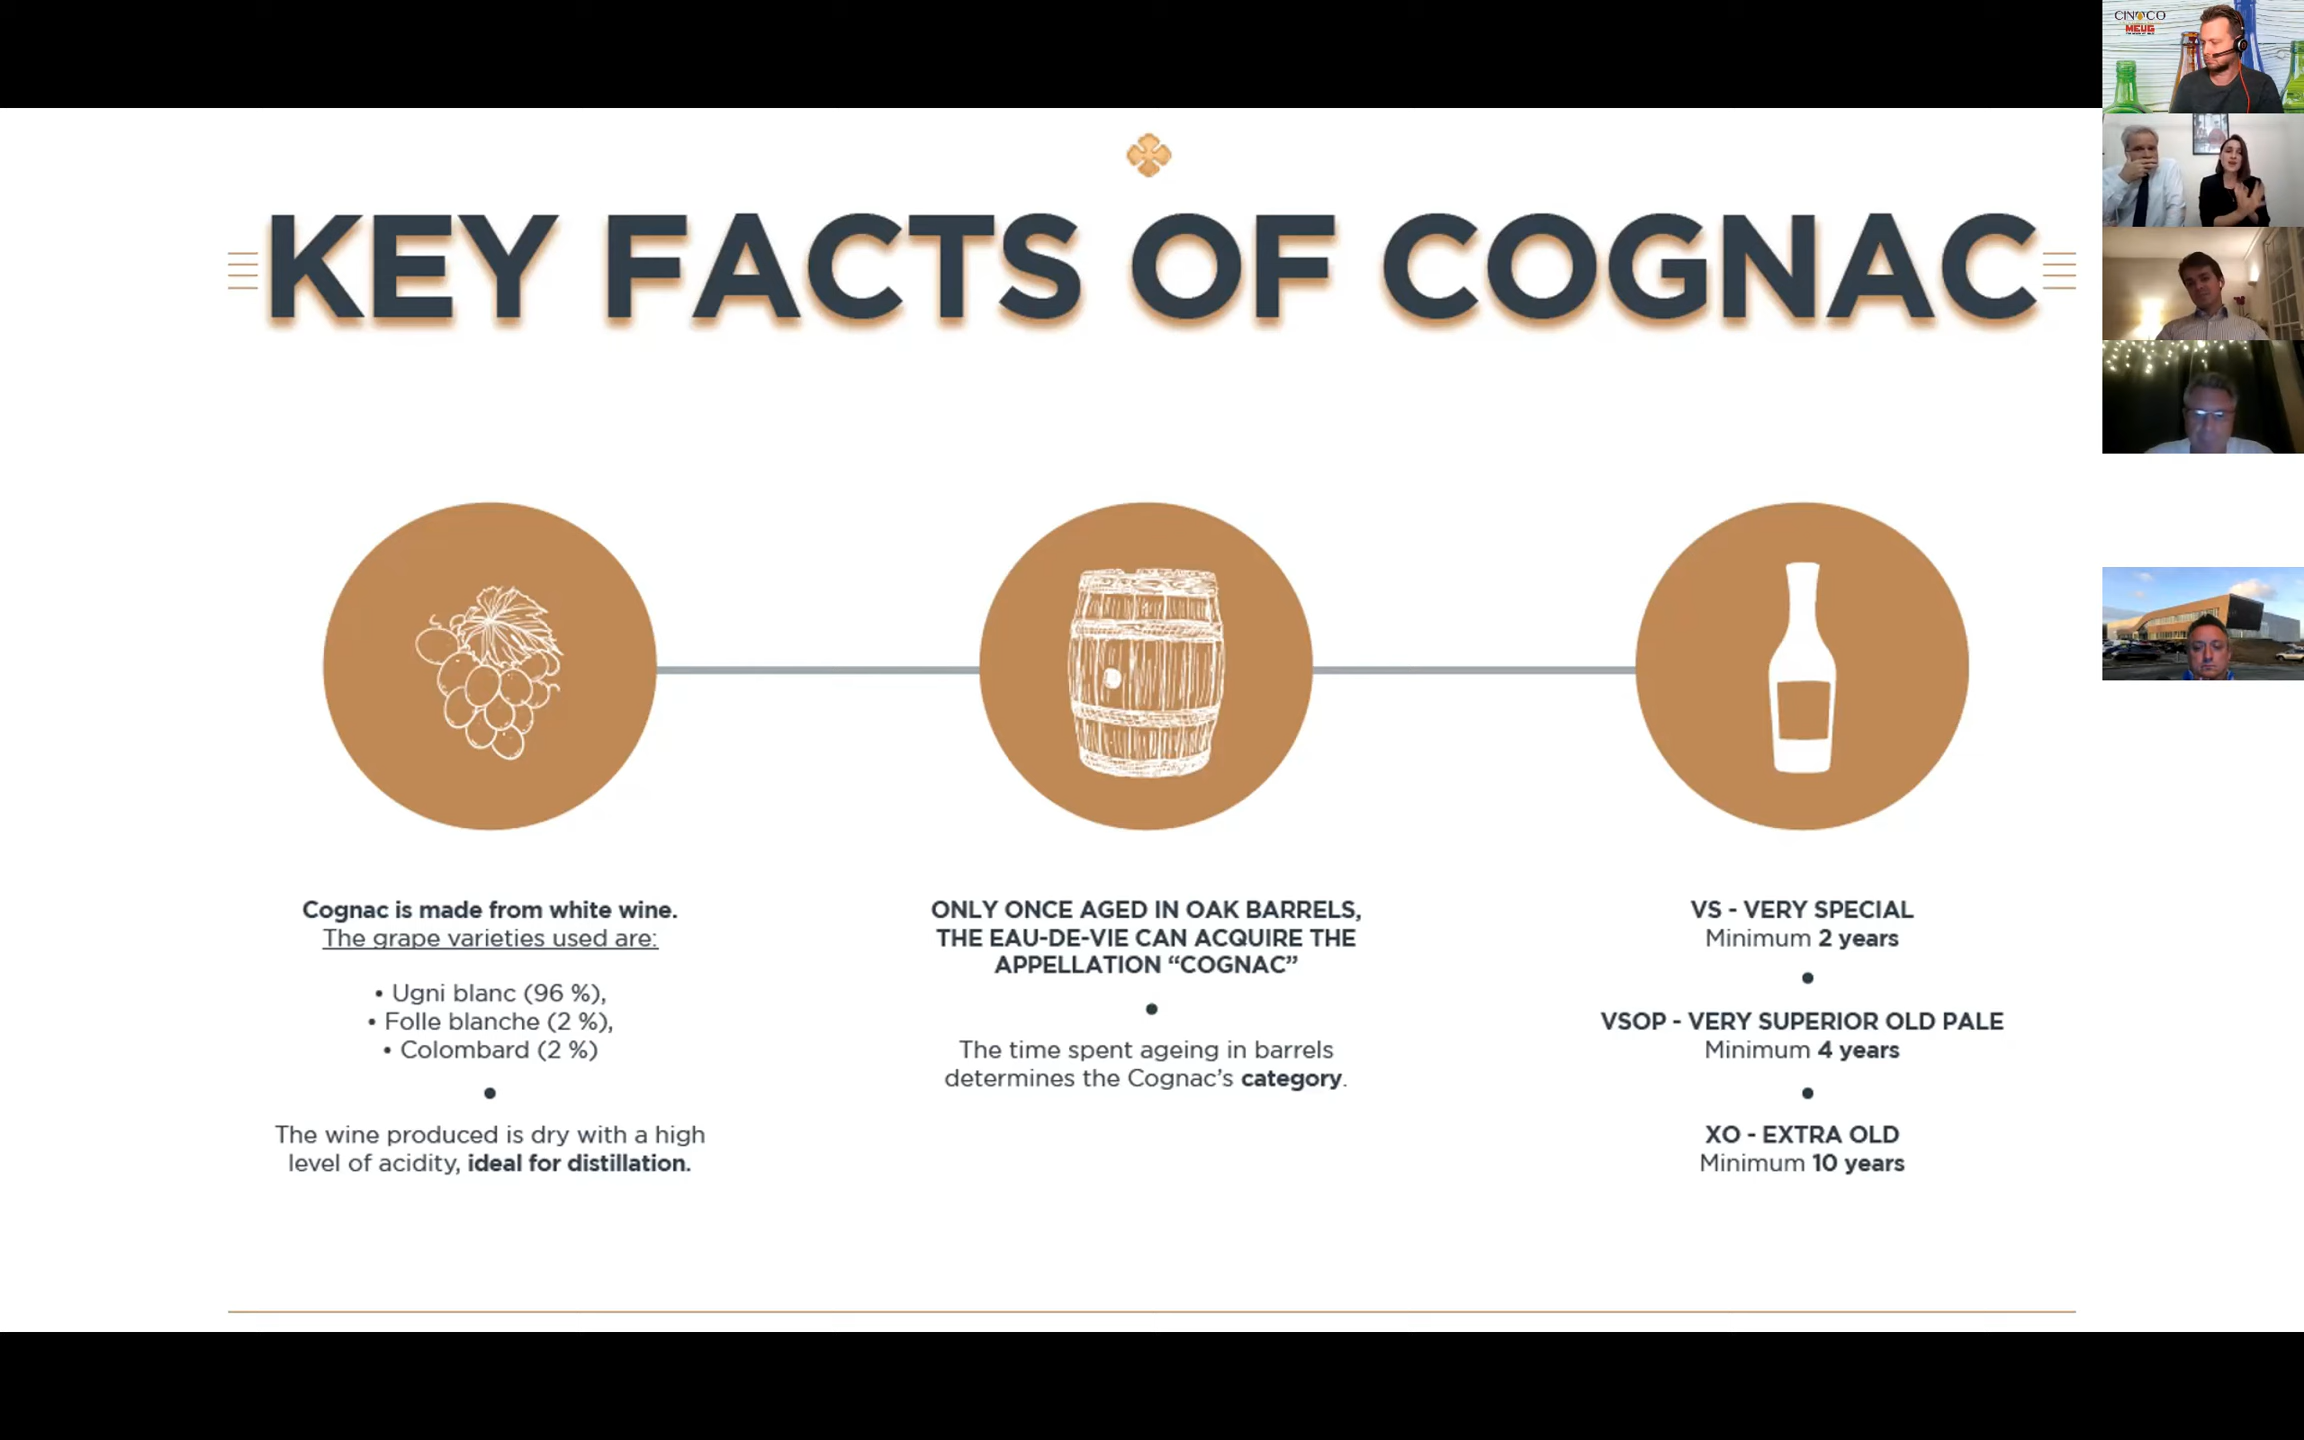 CINOCO
MEUG
KEY FACTS OF COGNAC
Cognac is made from white wine.
The grape varieties used are:
• Ugni blanc (96 %),
• Folle blanche (2 %),
• Colombard (2 %)
•
The wine produced is dry with a high
level of acidity, ideal for distillation.
ONLY ONCE AGED IN OAK BARRELS,
THE EAU-DE-VIE CAN ACQUIRE THE
APPELLATION “COGNAC”
•
The time spent ageing in barrels
determines the Cognac’s category.
VS - VERY SPECIAL
Minimum 2 years
•
VSOP - VERY SUPERIOR OLD PALE
Minimum 4 years
•
XO - EXTRA OLD
Minimum 10 years